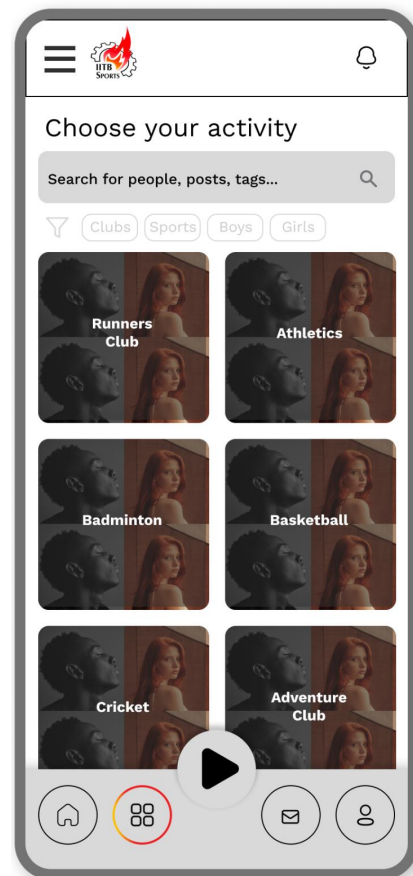 IITB
SPORTS
Choose your activity
Search for people, posts, tags...
Clubs Sports Boys Girls
Runners
Club
Athletics
Badminton
Basketball
Cricket
Adventure
Club